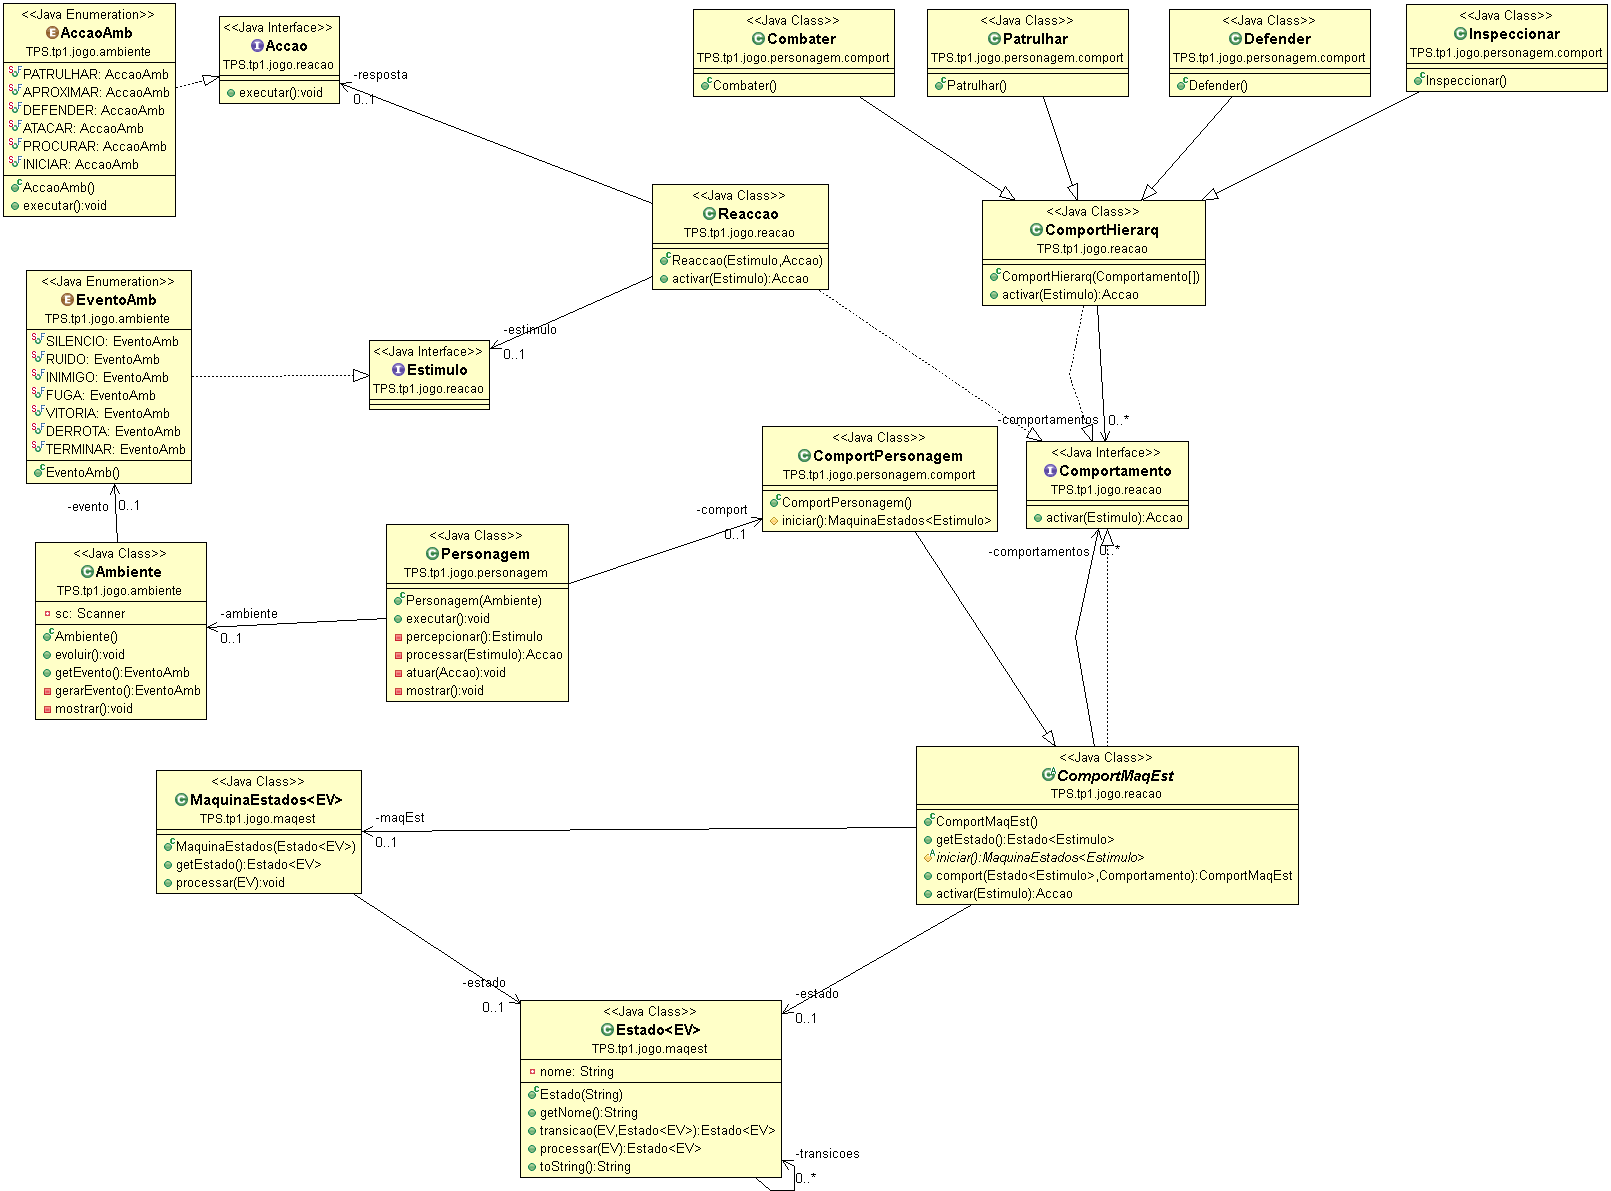 <<Java Enumeration>>
AccaoAmb
TPS.tp1.jogo.ambiente
PATRULHAR: AccaoAmb
APROXIMAR: AccaoAmb
DEFENDER: AccaoAmb
ATACAR: AccaoAmb
PROCURAR: AccaoAmb
INICIAR: AccaoAmb
AccaoAmb()
executar():void
<<Java Interface>>
Accao
TPS.tp1.jogo.reacao
executar():void
-resposta
0..1
<<Java Class>>
Combater
TPS.tp1.jogo.personagem.comport
Combater()
<<Java Class>>
Patrulhar
TPS.tp1.jogo.personagem.comport
Patrulhar()
<<Java Class>>
Defender
TPS.tp1.jogo.personagem.comport
Defender()
<<Java Class>>
Inspeccionar
TPS.tp1.jogo.personagem.comport
Inspeccionar()
<<Java Class>>
Reaccao
TPS.tp1.jogo.reacao
Reaccao(Estimulo,Accao)
activar(Estimulo):Accao
<<Java Class>>
ComportHierarq
TPS.tp1.jogo.reacao
ComportHierarq(Comportamento[])
activar(Estimulo):Accao
<<Java Enumeration>>
EventoAmb
TPS.tp1.jogo.ambiente
SILENCIO: EventoAmb
RUIDO: EventoAmb
INIMIGO: EventoAmb
FUGA: EventoAmb
VITORIA: EventoAmb
DERROTA: EventoAmb
TERMINAR: EventoAmb
EventoAmb()
-estimulo
0..1
<<Java Interface>>
Estimulo
TPS.tp1.jogo.reacao
-comportamentos
0..*
<<Java Interface>>
Comportamento
TPS.tp1.jogo.reacao
activar(Estimulo):Accao
<<Java Class>>
ComportPersonagem
TPS.tp1.jogo.personagem.comport
ComportPersonagem()
iniciar():MaquinaEstados<Estimulo>
-evento
0..1
-comport
0..1
-comportamentos
0..*
<<Java Class>>
Ambiente
TPS.tp1.jogo.ambiente
sc: Scanner
Ambiente()
evoluir():void
getEvento():EventoAmb
gerarEvento():EventoAmb
mostrar():void
-ambiente
0..1
<<Java Class>>
Personagem
TPS.tp1.jogo.personagem
Personagem(Ambiente)
executar():void
percepcionar():Estimulo
processar(Estimulo):Accao
atuar(Accao):void
mostrar():void
<<Java Class>>
MaquinaEstados<EV>
TPS.tp1.jogo.maqest
MaquinaEstados(Estado<EV>)
getEstado():Estado<EV>
processar(EV):void
-maqEst
0..1
<<Java Class>>
ComportMaqEst
TPS.tp1.jogo.reacao
ComportMaqEst()
getEstado():Estado<Estimulo>
iniciar():MaquinaEstados<Estimulo>
comport(Estado<Estimulo>,Comportamento):ComportMaqEst
activar(Estimulo):Accao
-estado
0..1
-estado
0..1
<<Java Class>>
Estado<EV>
TPS.tp1.jogo.maqest
nome: String
Estado(String)
getNome():String
transicao(EV,Estado<EV>):Estado<EV>
processar(EV):Estado<EV>
toString():String
-transicoes
0..*